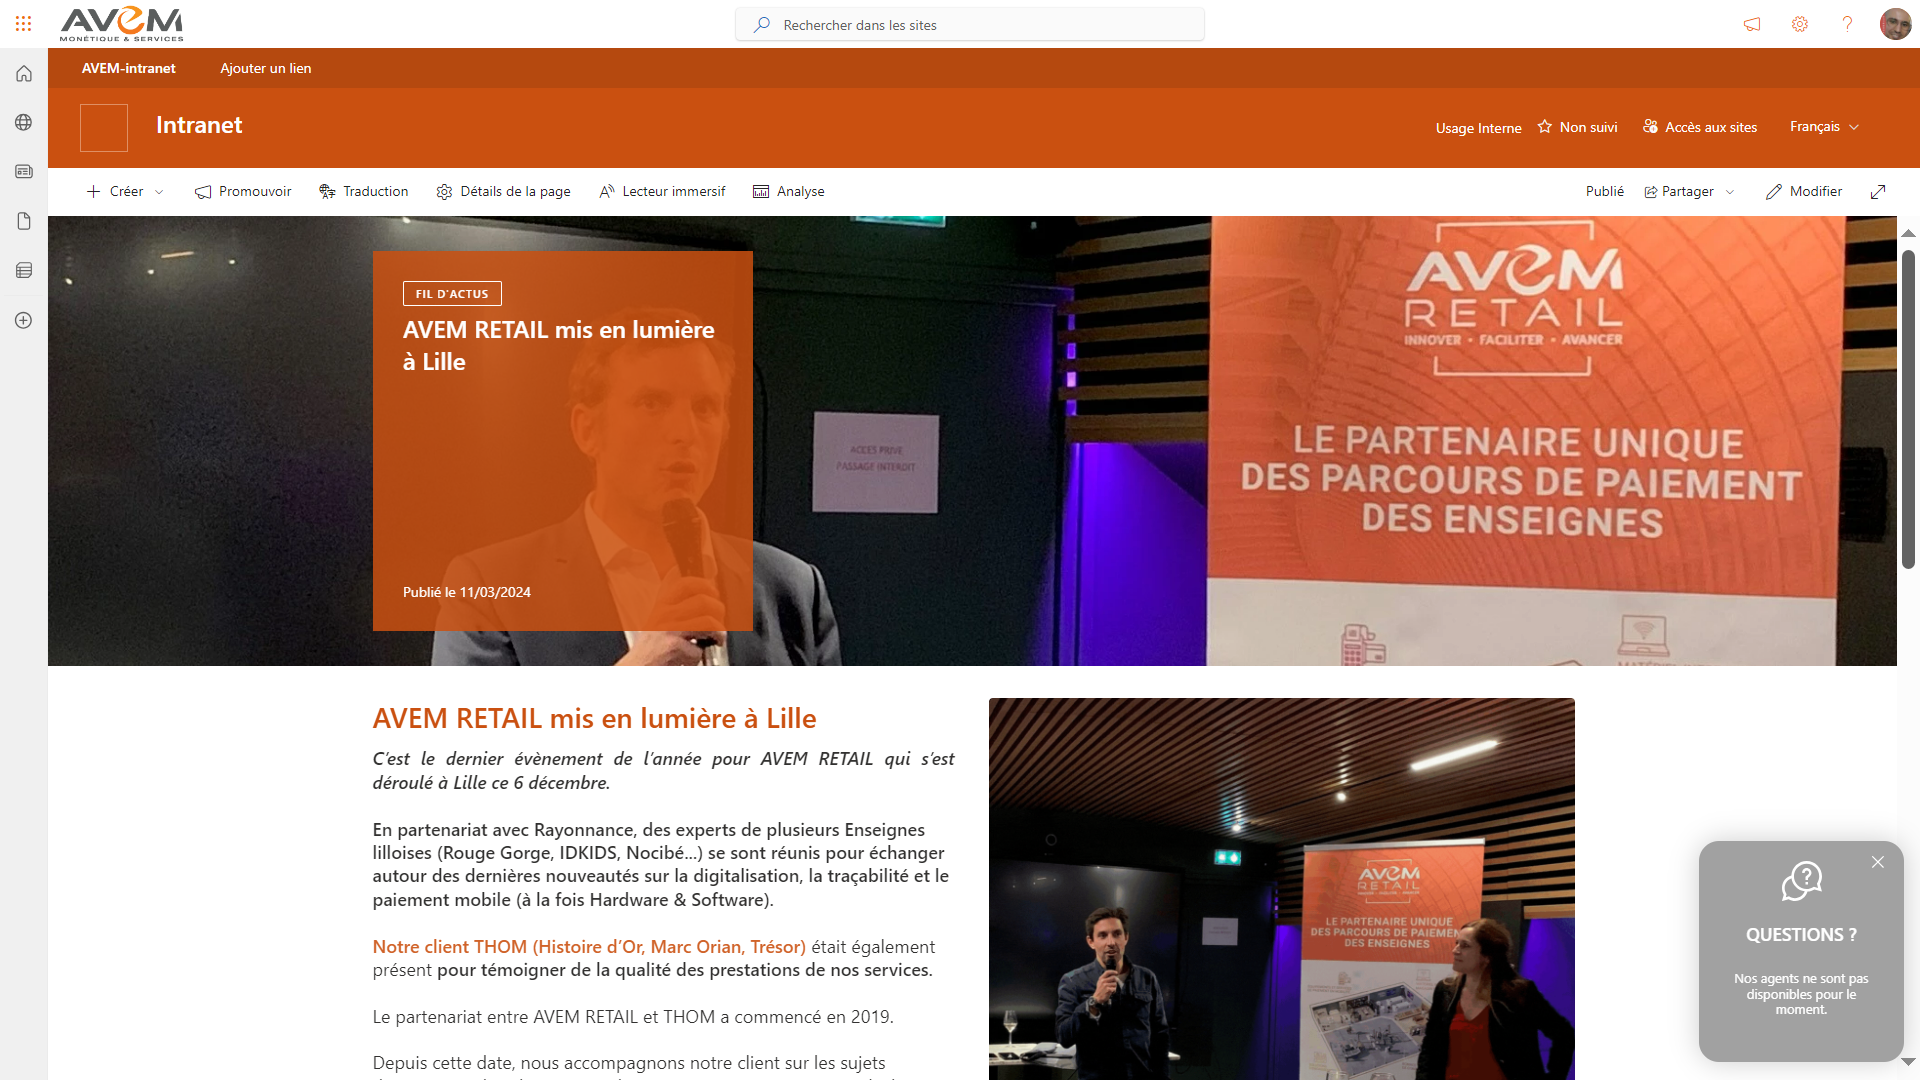 AVEM
MONÉTIQUE & SERVICES
Rechercher dans les sites
AVEM-intranet
Ajouter un lien
Intranet
Usage Interne
Non suivi
Accès aux sites
Français
Créer
Promouvoir
Traduction
Détails de la page
Lecteur immersif
Analyse
Publié
Partager
Modifier
FIL D'ACTUS
AVEM RETAIL mis en lumière
à Lille
Publié le 11/03/2024
ACCES PRIVE
PASSAGE INTERDIT
AVEM
RETAIL
INNOVER • FACILITER • AVANCER
LE PARTENAIRE UNIQUE
DES PARCOURS DE PAIEMENT
DES ENSEIGNES
AVEM RETAIL mis en lumière à Lille
C’est le dernier évènement de l’année pour AVEM RETAIL qui s’est
déroulé à Lille ce 6 décembre.
En partenariat avec Rayonnance, des experts de plusieurs Enseignes
lilloises (Rouge Gorge, IDKIDS, Nocibé...) se sont réunis pour échanger
autour des dernières nouveautés sur la digitalisation, la traçabilité et le
paiement mobile (à la fois Hardware & Software).
Notre client THOM (Histoire d’Or, Marc Orian, Trésor) était également
présent pour témoigner de la qualité des prestations de nos services.
Le partenariat entre AVEM RETAIL et THOM a commencé en 2019.
Depuis cette date, nous accompagnons notre client sur les sujets
AVEM
RETAIL
LE PARTENAIRE UNIQUE
DES PARCOURS DE PAIEMEN
DES ENSEIGNES
QUESTIONS ?
Nos agents ne sont pas
disponibles pour le
moment.